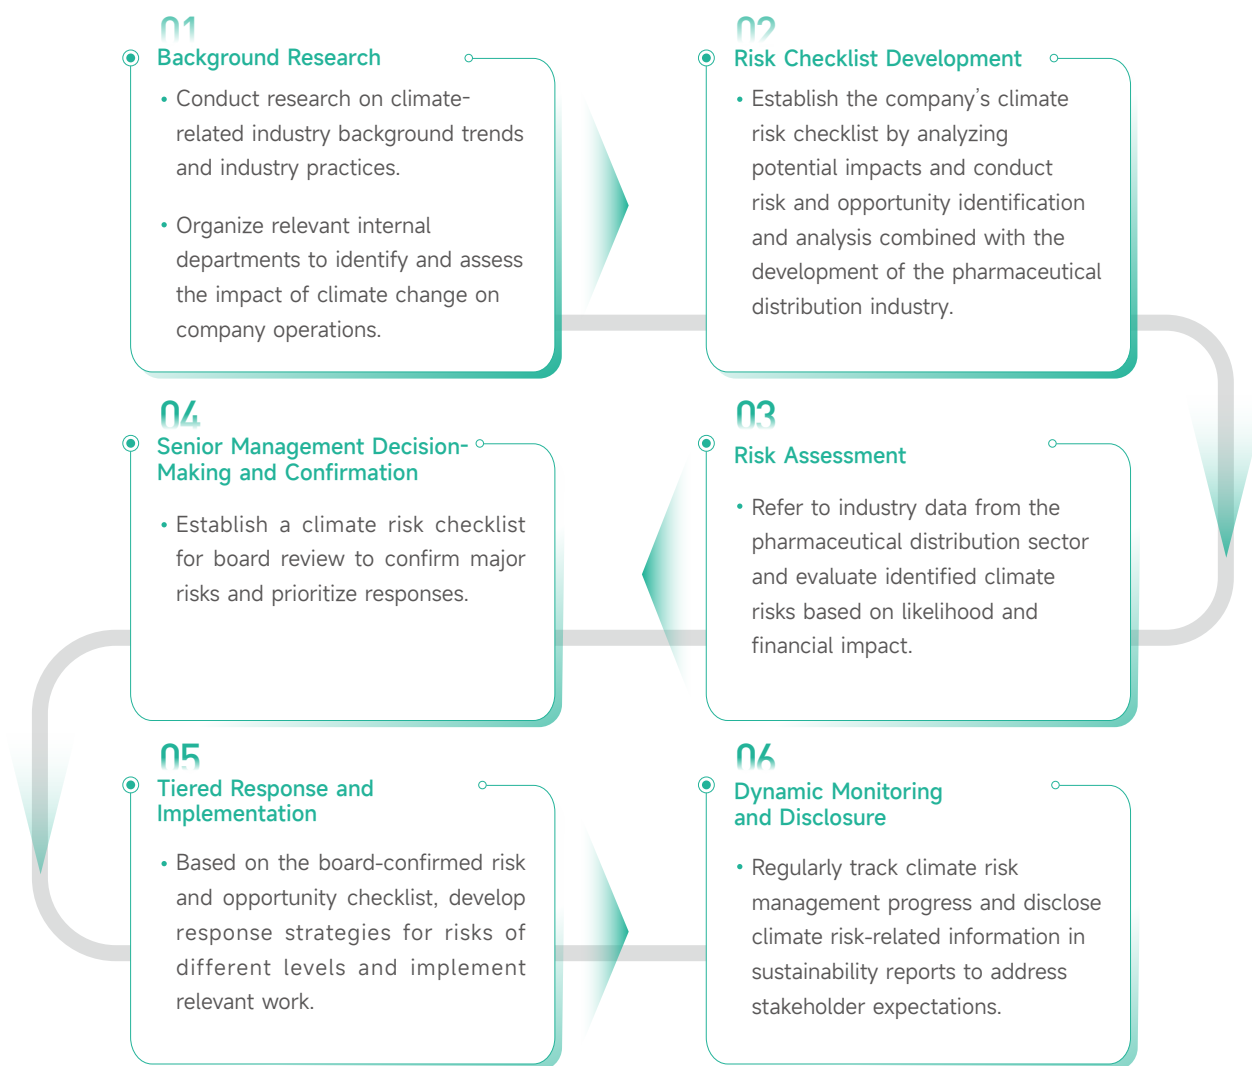 01
Background Research
• Conduct research on climate-
related industry background trends
and industry practices.
• Organize relevant internal
departments to identify and assess
the impact of climate change on
company operations.
02
Risk Checklist Development
• Establish the company's climate
risk checklist by analyzing
potential impacts and conduct
risk and opportunity identification
and analysis combined with the
development of the pharmaceutical
distribution industry.
03
Risk Assessment
• Refer to industry data from the
pharmaceutical distribution sector
and evaluate identified climate
risks based on likelihood and
financial impact.
04
Senior Management Decision-
Making and Confirmation
• Establish a climate risk checklist
for board review to confirm major
risks and prioritize responses.
05
Tiered Response and
Implementation
• Based on the board-confirmed risk
and opportunity checklist, develop
response strategies for risks of
different levels and implement
relevant work.
06
Dynamic Monitoring
and Disclosure
• Regularly track climate risk
management progress and disclose
climate risk-related information in
sustainability reports to address
stakeholder expectations.